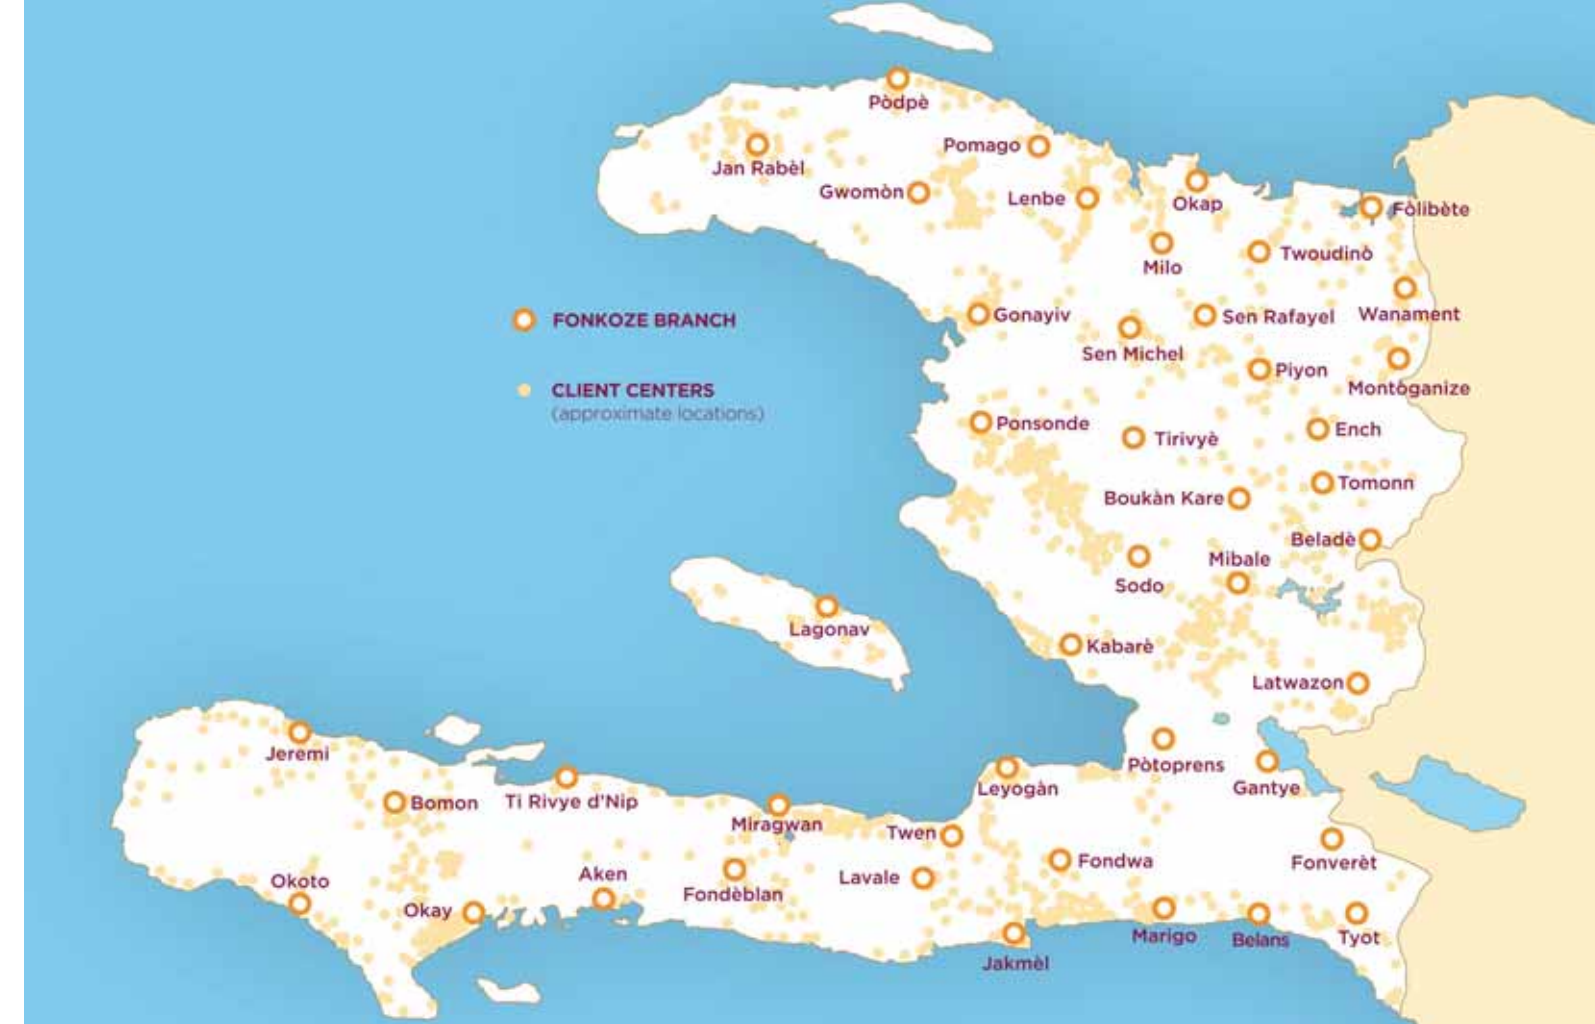 Pòdpè
Pomago
Jan Rabèl
Gwomòn
Lenbe
Okap
Fòlibète
Milo
Twoudinò
FONKOZE BRANCH
Gonayiv
Sen Rafayel
Wanament
Sen Michel
Piyon
CLIENT CENTERS
Montòganize
(approximate locations)
Ponsonde
Tirivyè
Ench
Boukàn Kare
Tomonn
Beladè
Mibale
Sodo
Lagonav
Kabarè
Latwazon
Jeremi
Pòtoprens
Leyogàn
Gantye
Bomon
Ti Rivye d'Nip
Miragwan
Twen
Fondwa
Fonverèt
Okoto
Aken
Fondèblan
Lavale
Okay
Marigo
Belans
Tyot
Jakmèl